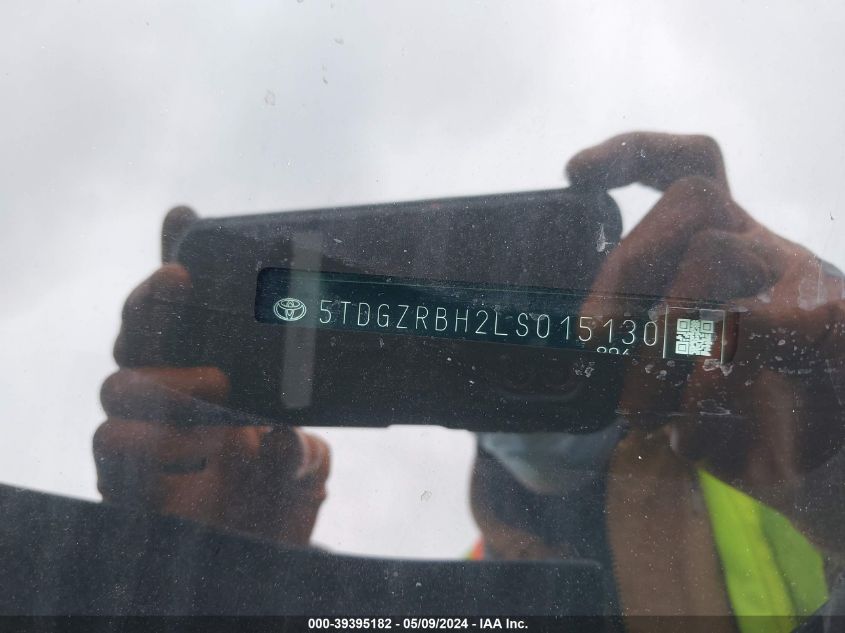 5TDGZRBH2LS015130
000-39395182 - 05/09/2024 - IAA Inc.